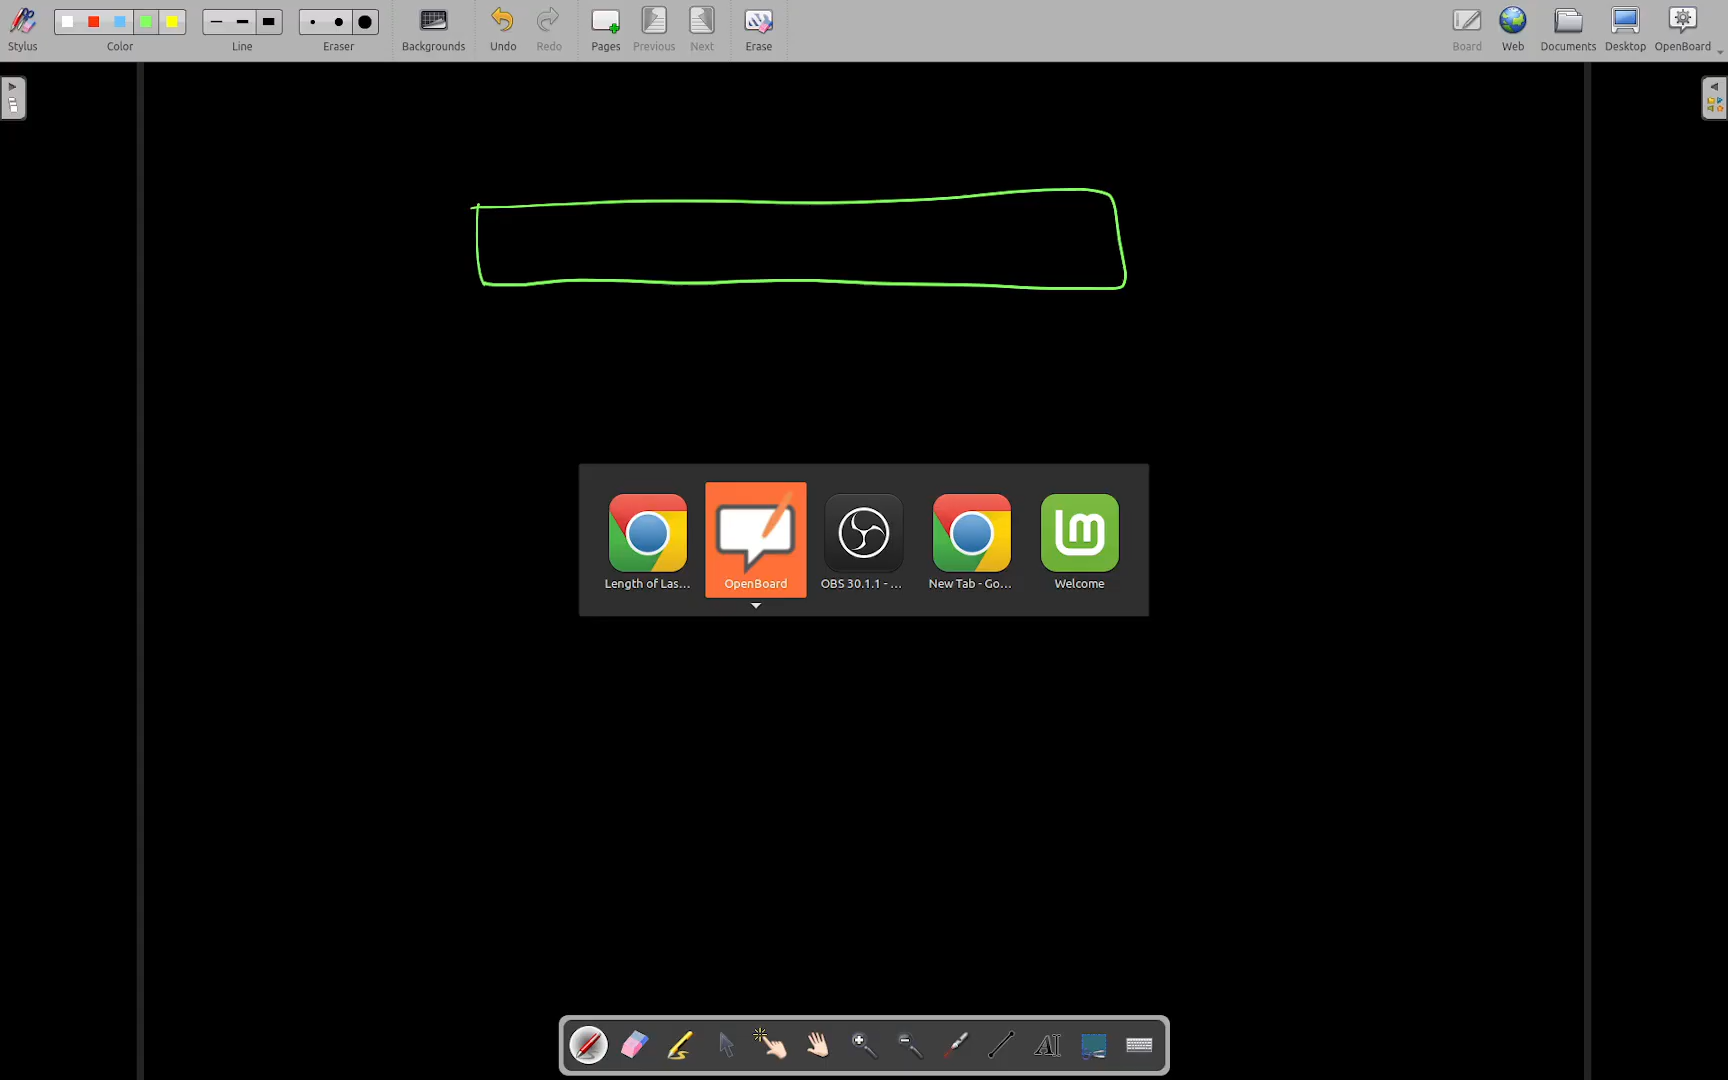 Stylus Color Line Eraser Backgrounds Undo Redo Pages Previous Next Erase Board Web Documents Desktop OpenBoard
Length of Las... OpenBoard OBS 30.1.1 - ... New Tab - Go... Welcome
AI